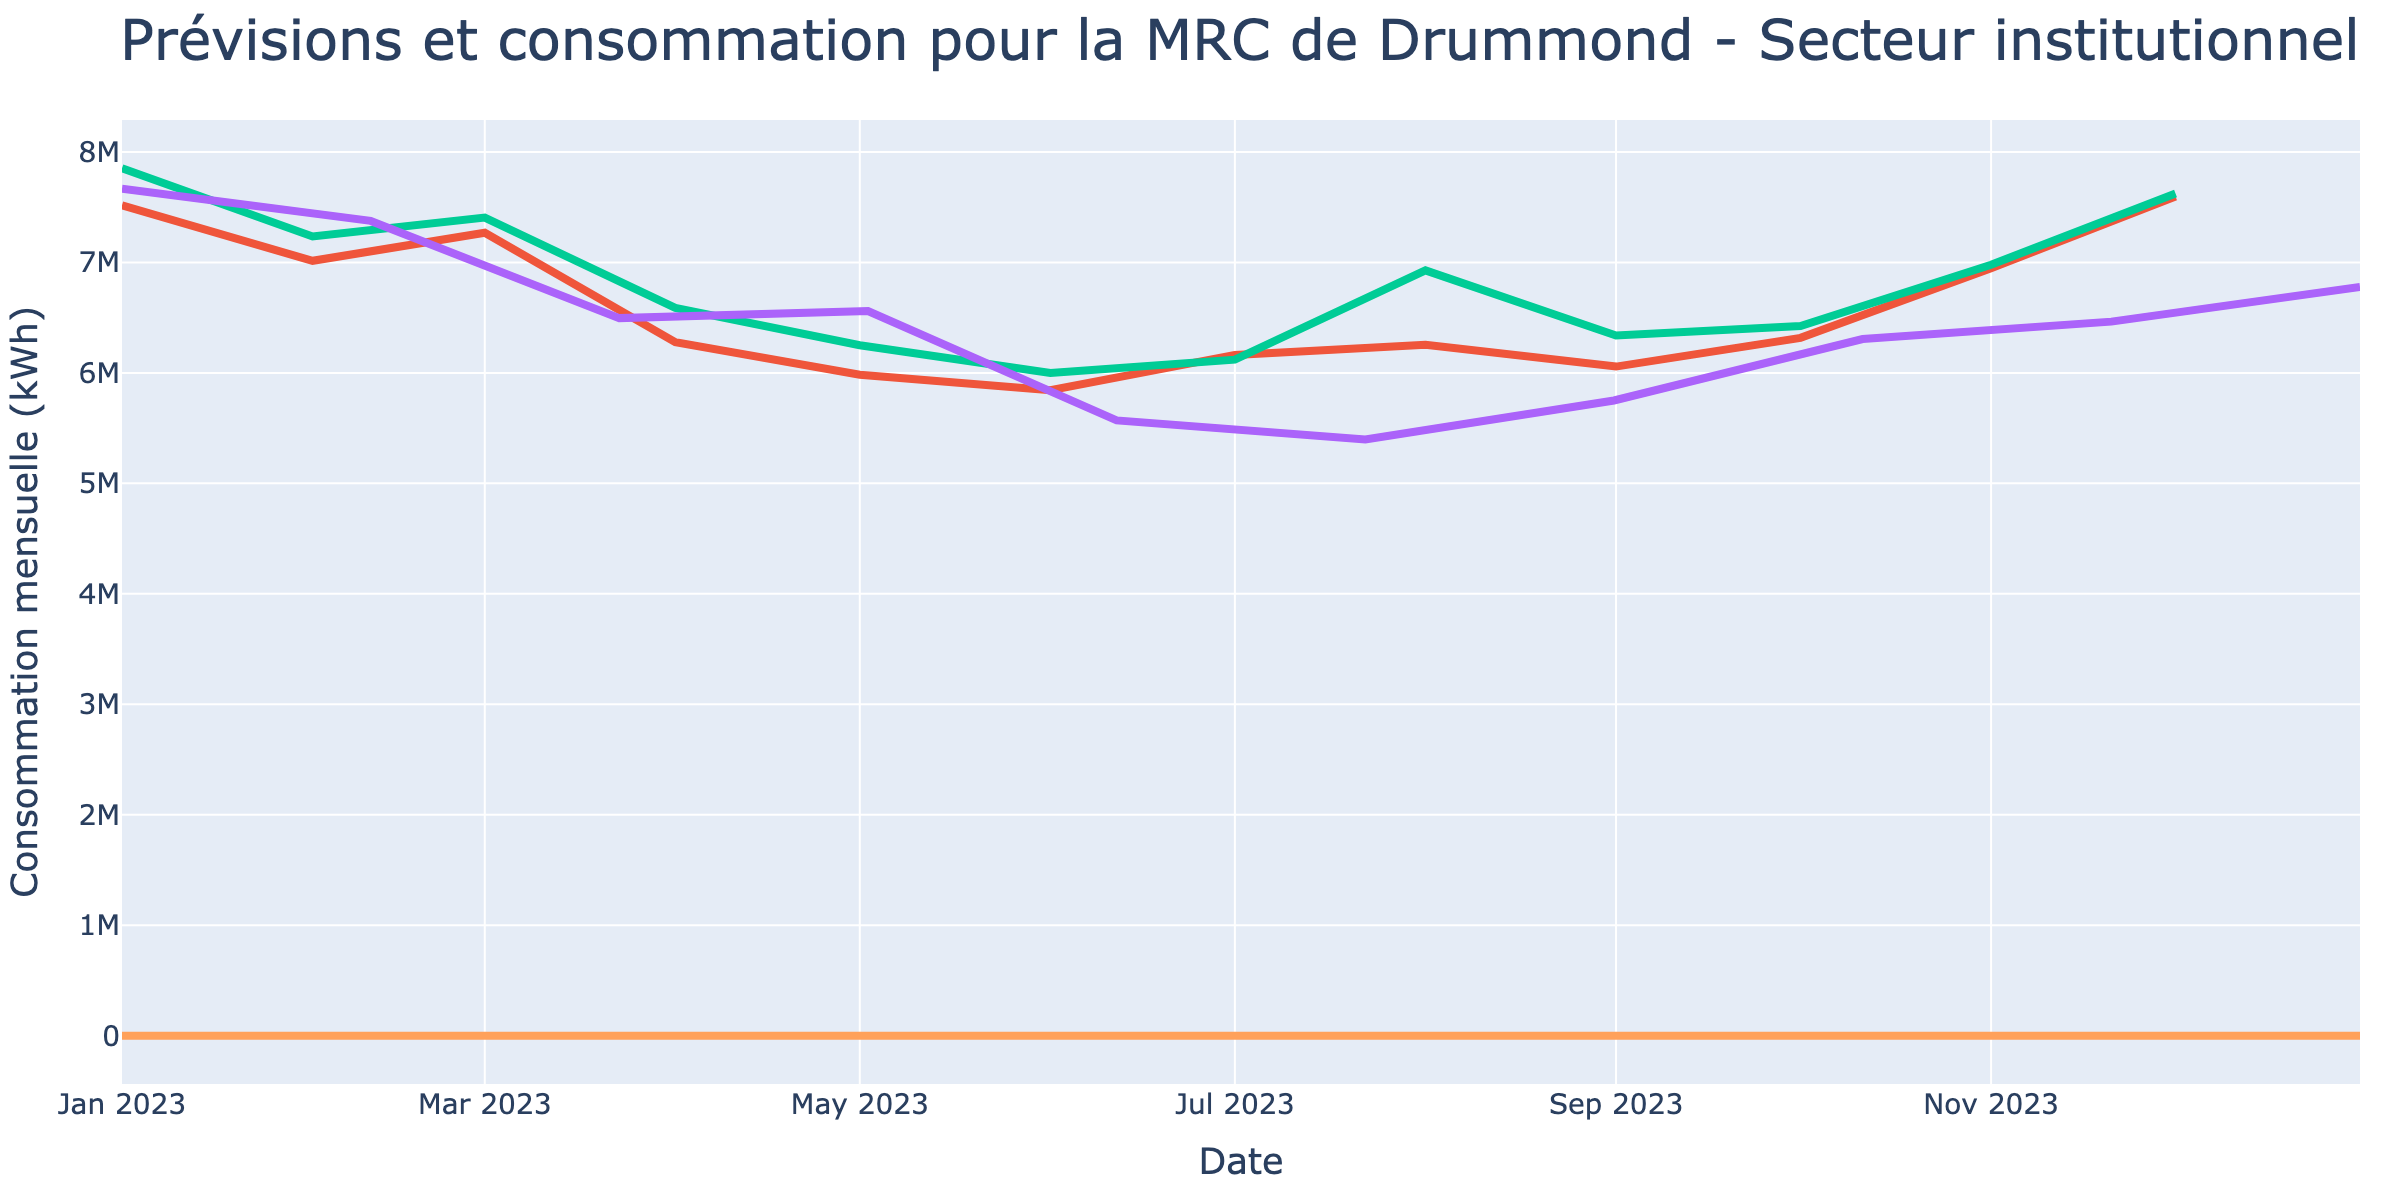 Prévisions et consommation pour la MRC de Drummond - Secteur institutionnel
Consommation mensuelle (kWh)
8M
7M
6M
5M
4M
3M
2M
1M
0
Jan 2023
Mar 2023
May 2023
Jul 2023
Sep 2023
Nov 2023
Date